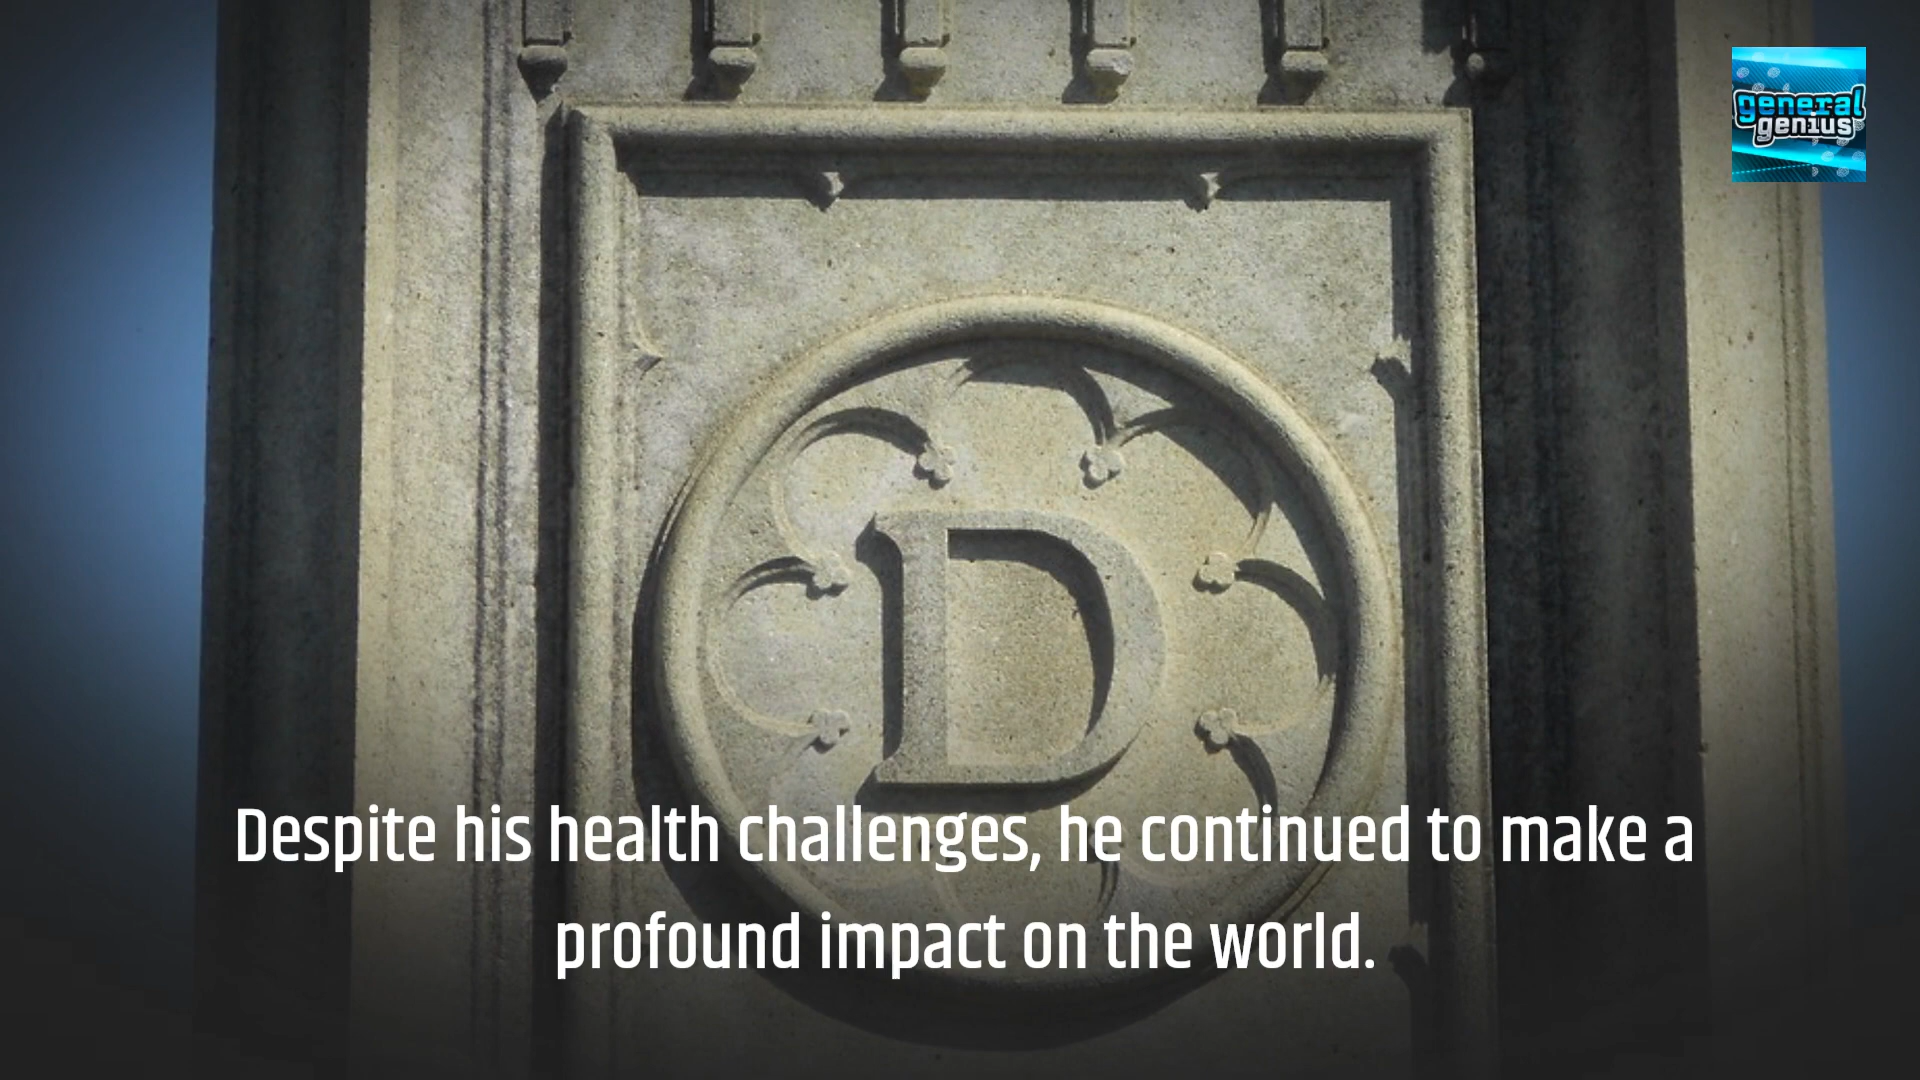 general
genius
D
Despite his health challenges, he continued to make a
profound impact on the world.